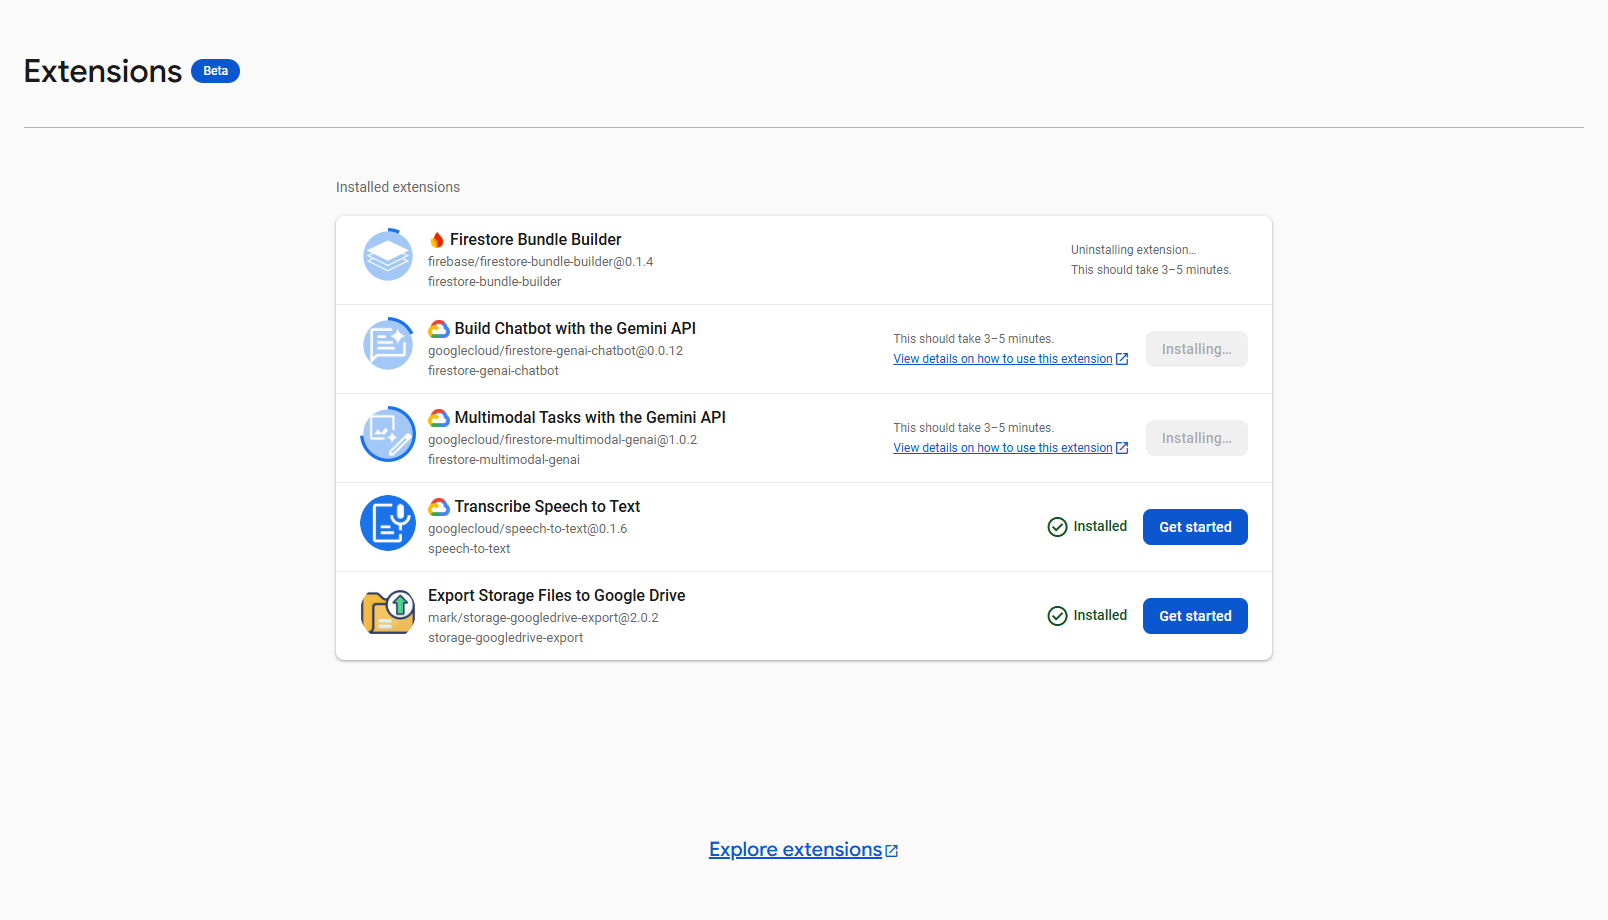 Extensions Beta
Installed extensions
Firestore Bundle Builder
firebase/firestore-bundle-builder@0.1.4
firestore-bundle-builder
Uninstalling extension...
This should take 3–5 minutes.
Build Chatbot with the Gemini API
googlecloud/firestore-genai-chatbot@0.0.12
firestore-genai-chatbot
This should take 3–5 minutes.
View details on how to use this extension
Installing...
Multimodal Tasks with the Gemini API
googlecloud/firestore-multimodal-genai@1.0.2
firestore-multimodal-genai
This should take 3–5 minutes.
View details on how to use this extension
Installing...
Transcribe Speech to Text
googlecloud/speech-to-text@0.1.6
speech-to-text
Installed
Get started
Export Storage Files to Google Drive
mark/storage-googledrive-export@2.0.2
storage-googledrive-export
Installed
Get started
Explore extensions